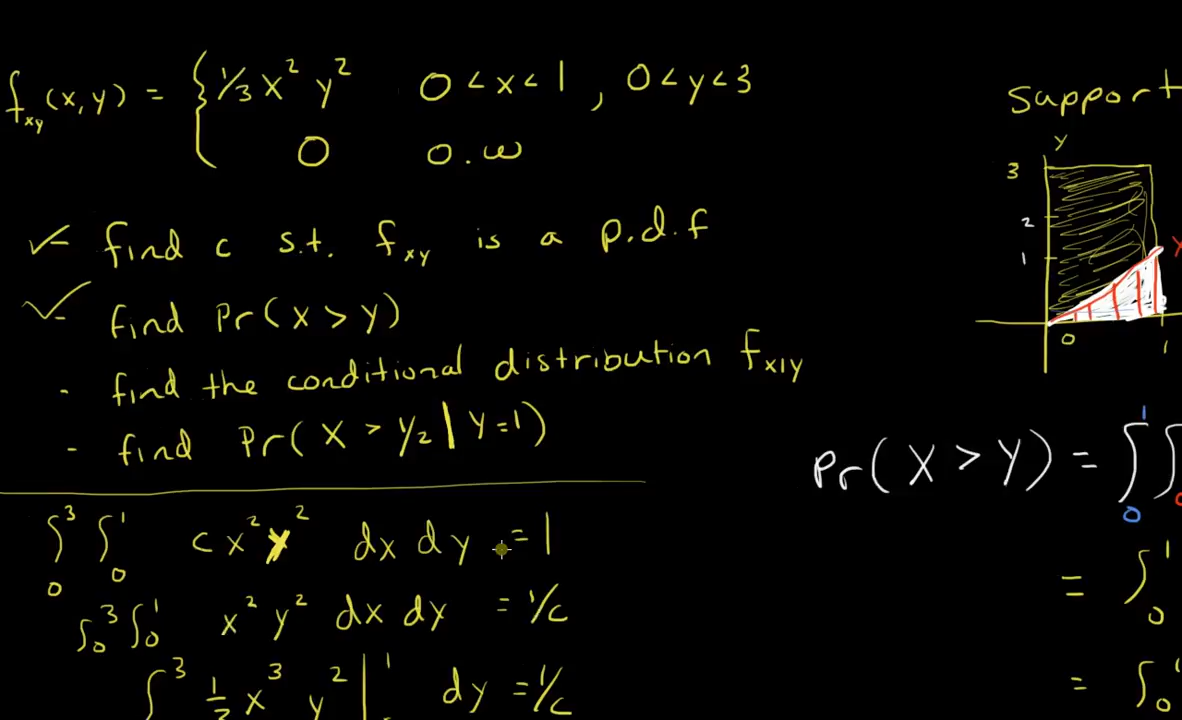 f_xy (x, y) = { 1/3 x² y²   0 < x < 1 , 0 < y < 3
0   o.w
find c s.t. f_xy is a p.d.f
- find Pr( X > Y )
- find the conditional distribution f_x|y
- find Pr( X > Y/2 | Y = 1 )
∫₀³ ∫₀¹ c x² y² dx dy = 1
∫₀³ ∫₀¹ x² y² dx dy = 1/c
∫³ 1/3 x³ y² |¹ dy = 1/c
Support
Y
3
2
1
0 1
Pr( X > Y ) = ∫₀¹ ∫₀
= ∫₀¹
= ∫₀¹